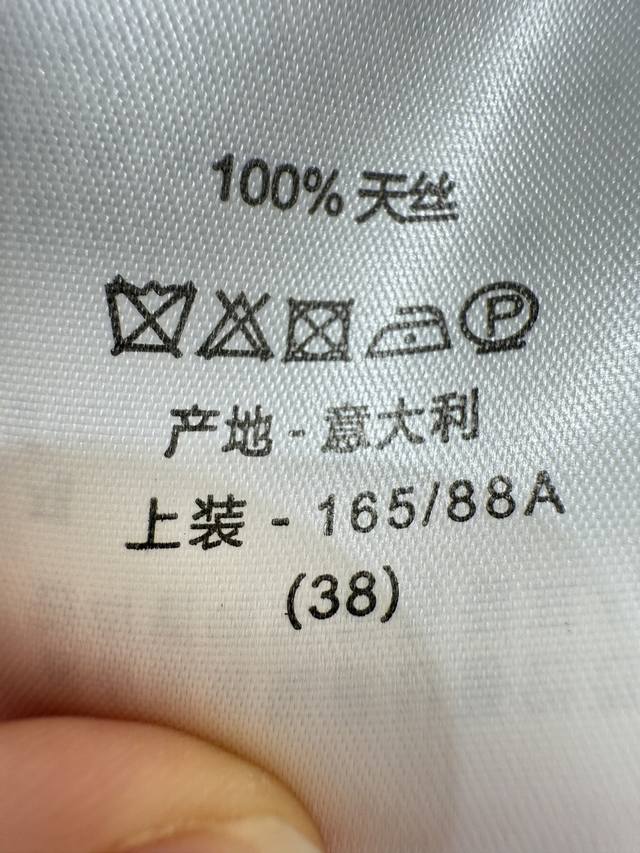 100% 天丝
P
产地 - 意大利
上装 - 165/88A
(38)